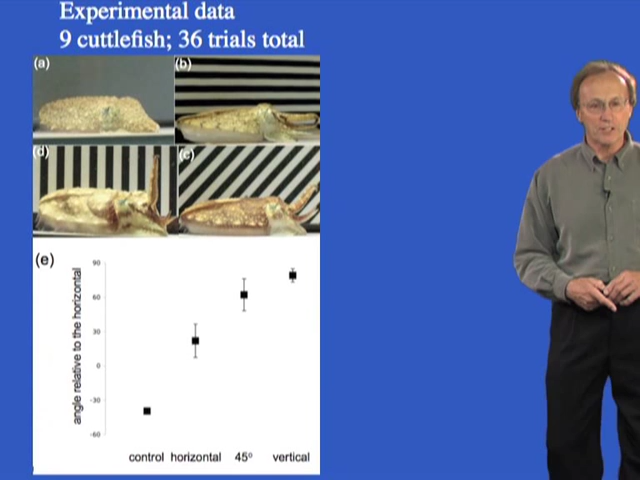 Experimental data
9 cuttlefish; 36 trials total
(a)
(b)
(d)
(c)
(e)
angle relative to the horizontal
90
60
30
0
-30
-60
control horizontal 45º vertical